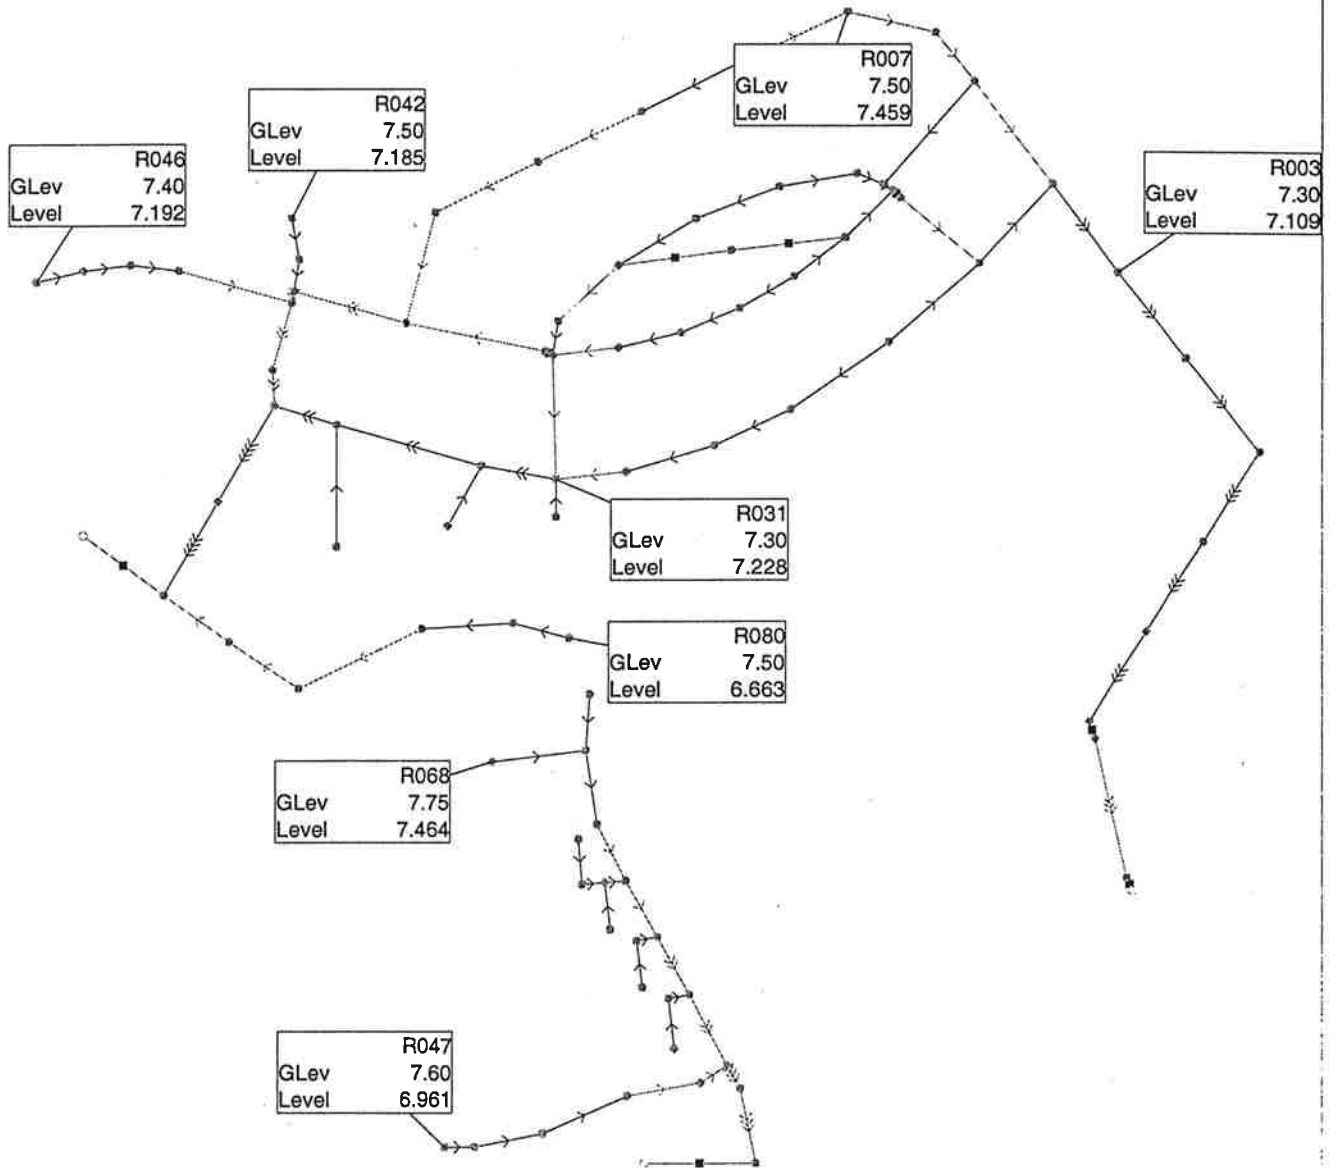 R007
GLev 7.50
Level 7.459
R042
GLev 7.50
Level 7.185
R046
GLev 7.40
Level 7.192
R003
GLev 7.30
Level 7.109
R031
GLev 7.30
Level 7.228
R080
GLev 7.50
Level 6.663
R068
GLev 7.75
Level 7.464
R047
GLev 7.60
Level 6.961